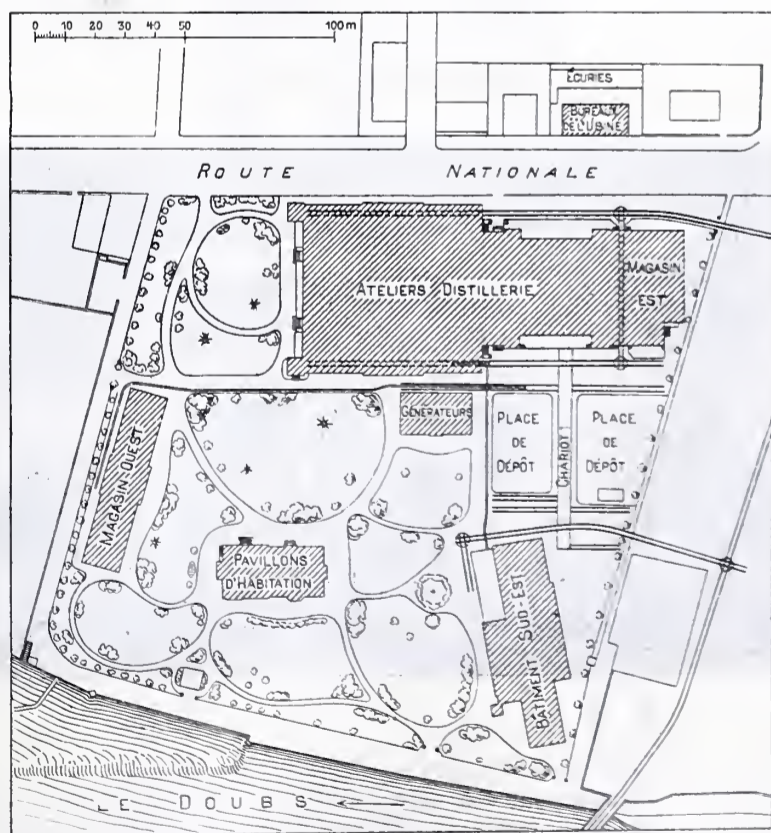 0 10 20 30 40 50 100 m
ÉCURIES
BUREAUX
DE L'USINE
ROUTE NATIONALE
ATELIERS DISTILLERIE
MAGASIN
EST
GÉNÉRATEURS
PLACE
DE
DÉPÔT
CHARIOT
PLACE
DE
DÉPÔT
MAGASIN-OUEST
PAVILLONS
D'HABITATION
BÂTIMENT SUD-EST
LE DOUBS